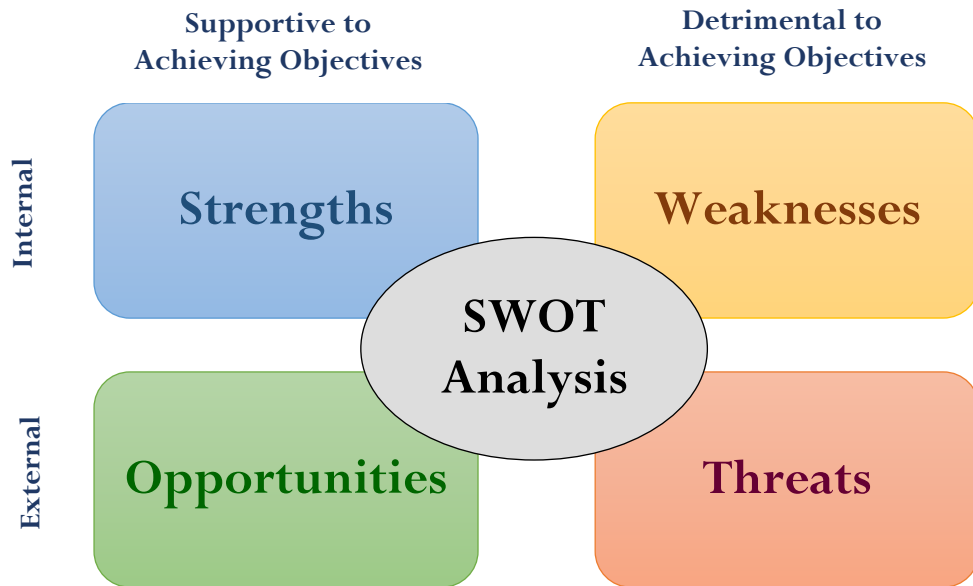 Supportive to
Achieving Objectives
Detrimental to
Achieving Objectives
Internal
Strengths
Weaknesses
SWOT
Analysis
External
Opportunities
Threats